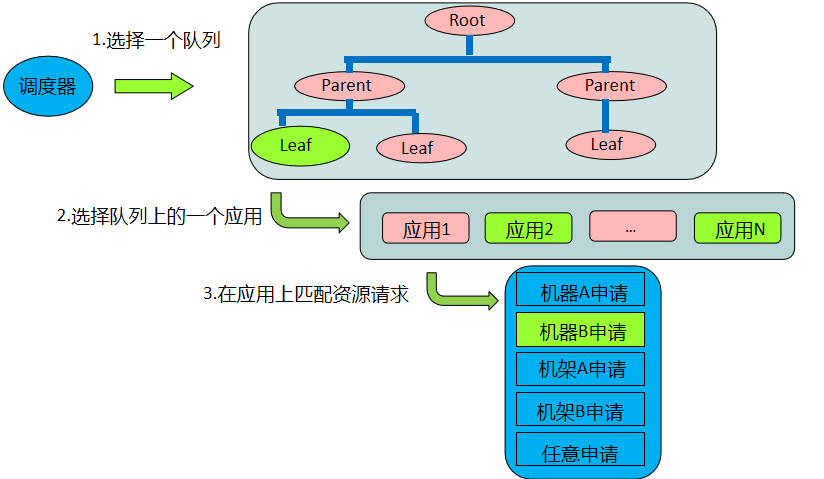 Root
1.选择一个队列
调度器
Parent
Parent
Leaf
Leaf
Leaf
2.选择队列上的一个应用
应用1
应用2
...
应用N
3.在应用上匹配资源请求
机器A申请
机器B申请
机架A申请
机架B申请
任意申请